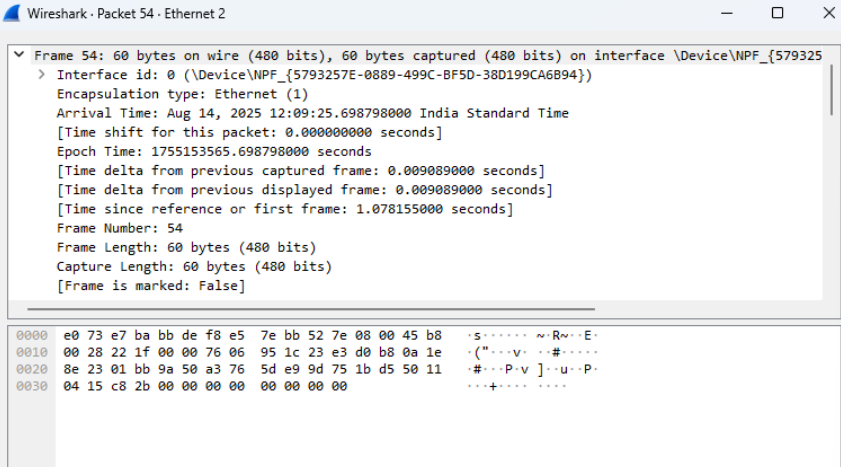 Wireshark · Packet 54 · Ethernet 2
Frame 54: 60 bytes on wire (480 bits), 60 bytes captured (480 bits) on interface \Device\NPF_{579325
Interface id: 0 (\Device\NPF_{5793257E-0889-499C-BF5D-38D199CA6B94})
Encapsulation type: Ethernet (1)
Arrival Time: Aug 14, 2025 12:09:25.698798000 India Standard Time
[Time shift for this packet: 0.000000000 seconds]
Epoch Time: 1755153565.698798000 seconds
[Time delta from previous captured frame: 0.009089000 seconds]
[Time delta from previous displayed frame: 0.009089000 seconds]
[Time since reference or first frame: 1.078155000 seconds]
Frame Number: 54
Frame Length: 60 bytes (480 bits)
Capture Length: 60 bytes (480 bits)
[Frame is marked: False]
0000 e0 73 e7 ba bb de f8 e5 7e bb 52 7e 08 00 45 b8 ·s······ ~·R~··E·
0010 00 28 22 1f 00 00 76 06 95 1c 23 e3 d0 b8 0a 1e ·("···v· ··#·····
0020 8e 23 01 bb 9a 50 a3 76 5d e9 9d 75 1b d5 50 11 ·#···P·v ]··u··P·
0030 04 15 c8 2b 00 00 00 00 00 00 00 00 ···+···· ····